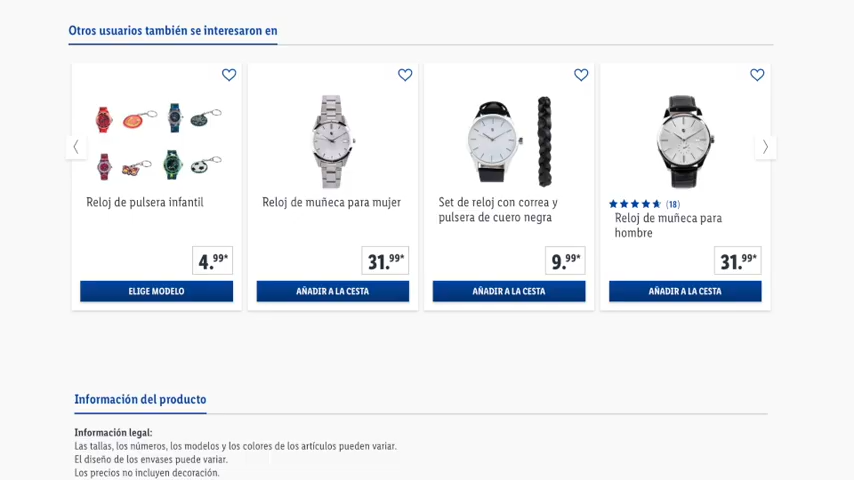 Otros usuarios también se interesaron en
Reloj de pulsera infantil
4.99*
ELIGE MODELO
Reloj de muñeca para mujer
31.99*
AÑADIR A LA CESTA
Set de reloj con correa y
pulsera de cuero negra
9.99*
AÑADIR A LA CESTA
(18)
Reloj de muñeca para
hombre
31.99*
AÑADIR A LA CESTA
Información del producto
Información legal:
Las tallas, los números, los modelos y los colores de los artículos pueden variar.
El diseño de los envases puede variar.
Los precios no incluyen decoración.